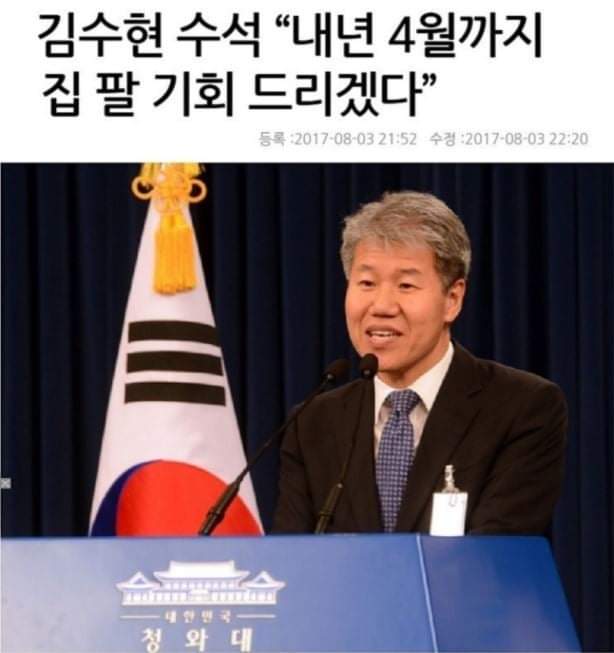 김수현 수석 “내년 4월까지
집 팔 기회 드리겠다”
등록 :2017-08-03 21:52 수정 :2017-08-03 22:20
대한민국
청와대